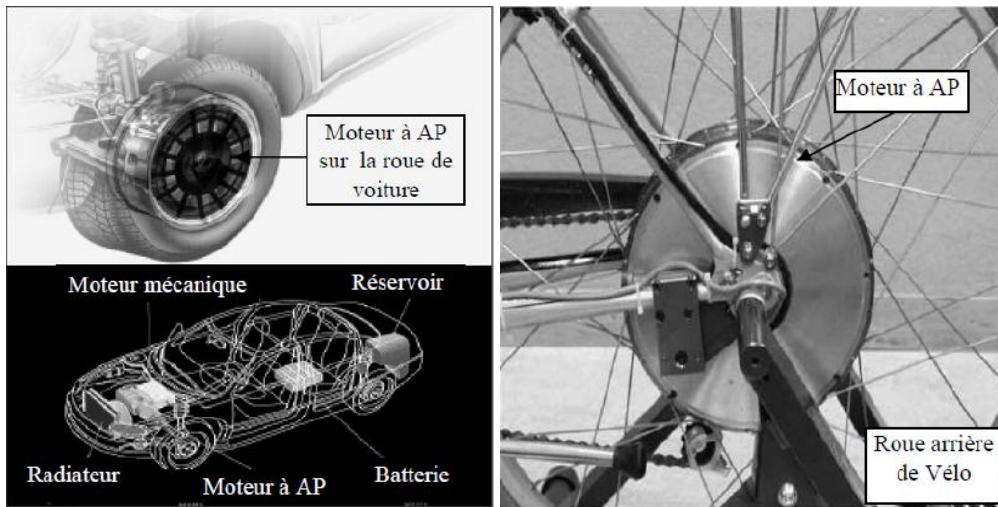 Moteur à AP
sur la roue de
voiture
Moteur mécanique
Réservoir
Radiateur
Moteur à AP
Batterie
Moteur à AP
Roue arrière
de Vélo